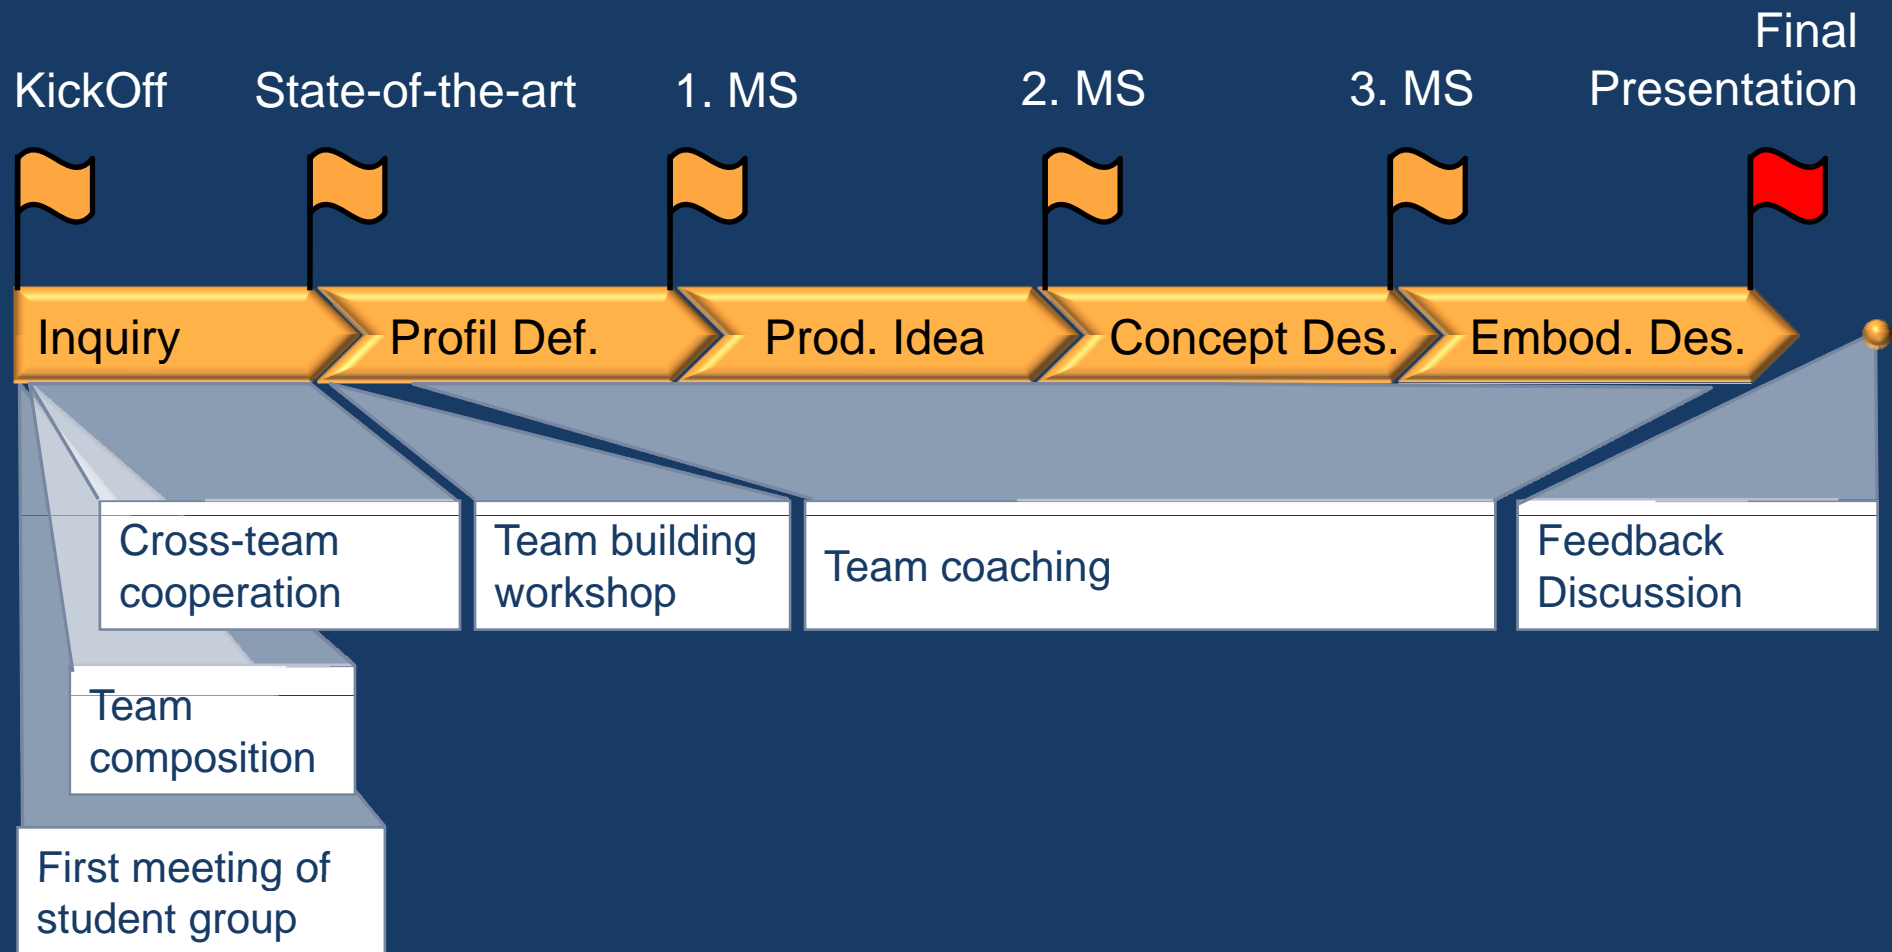 KickOff
State-of-the-art
1. MS
2. MS
3. MS
Final
Presentation
Inquiry
Profil Def.
Prod. Idea
Concept Des.
Embod. Des.
Cross-team
cooperation
Team building
workshop
Team coaching
Feedback
Discussion
Team
composition
First meeting of
student group